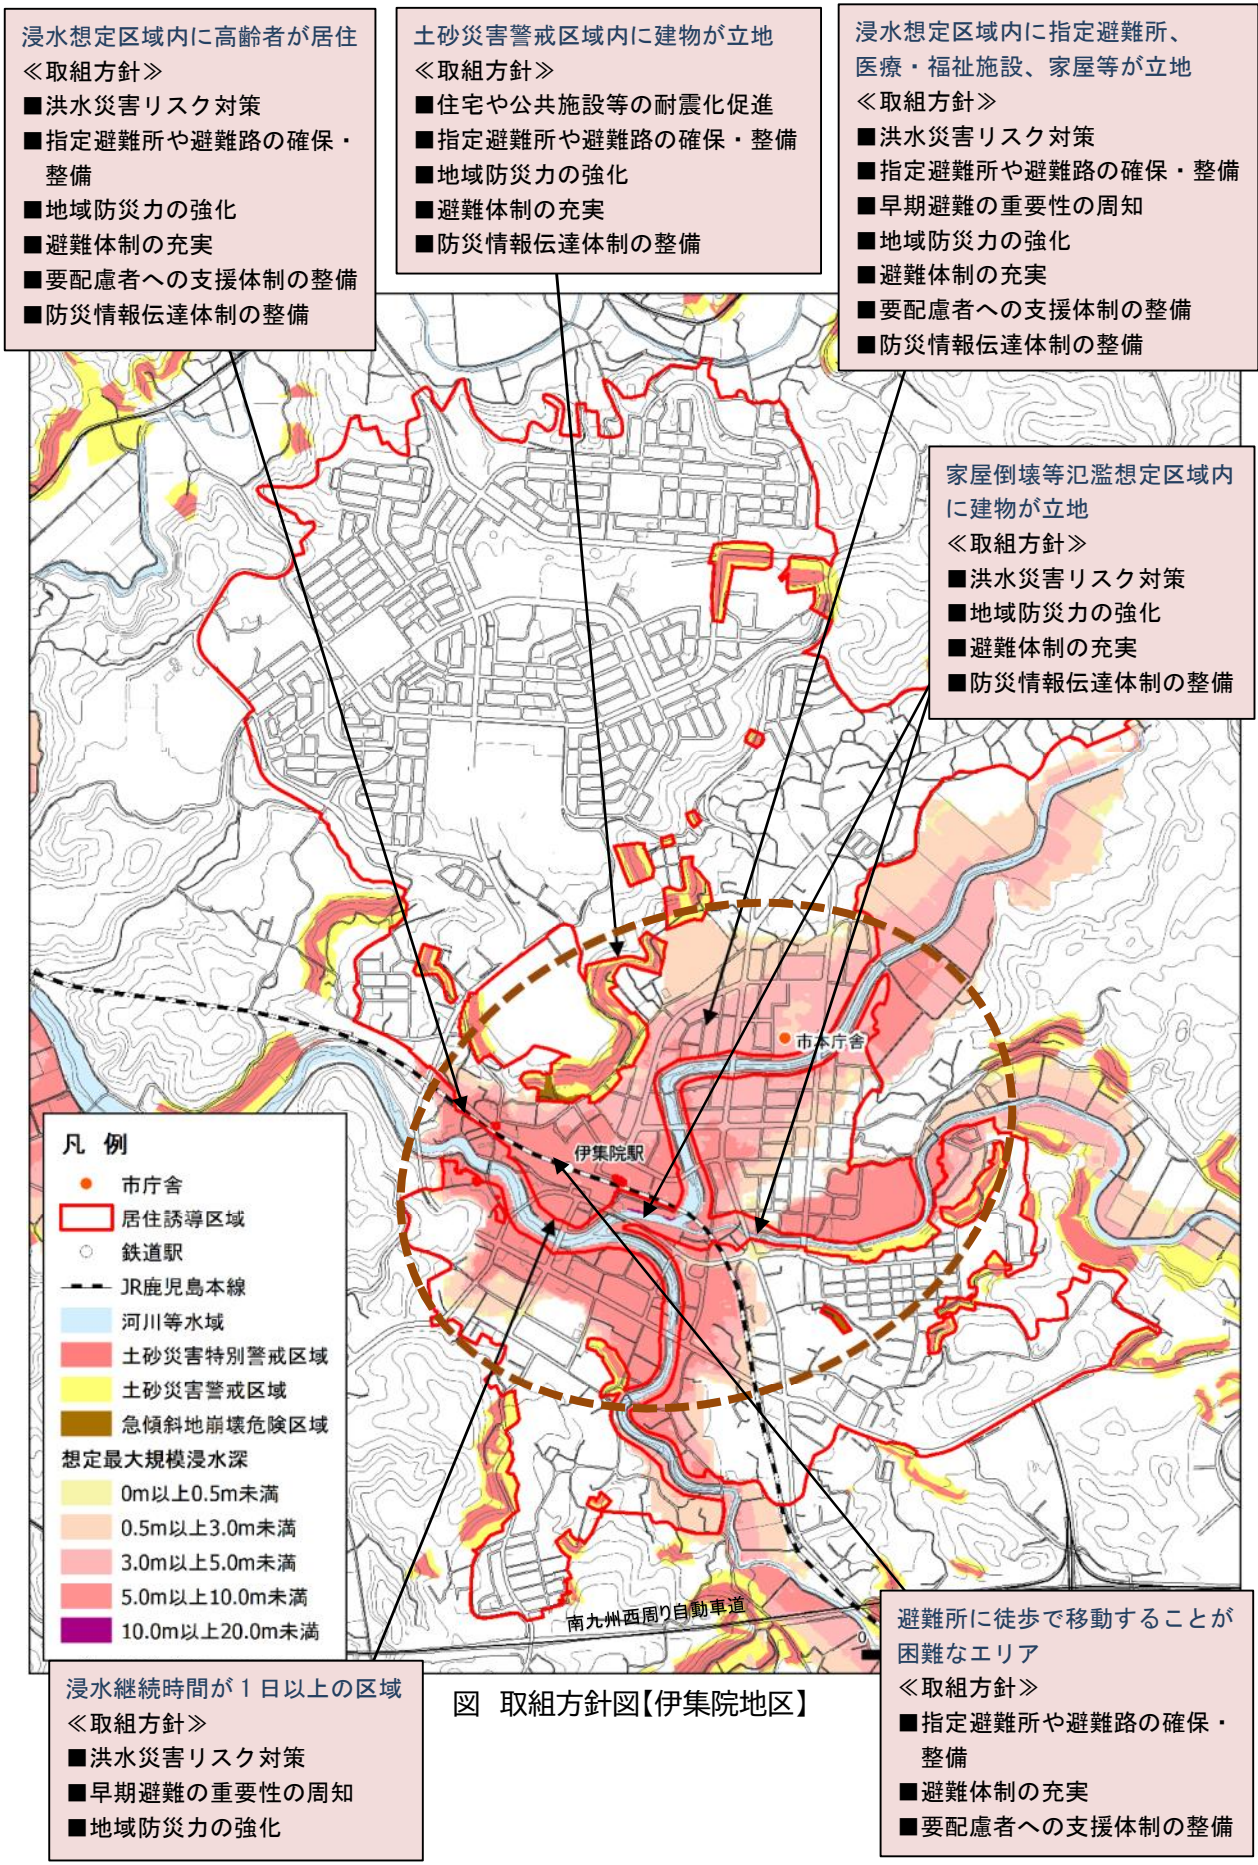 浸水想定区域内に高齢者が居住
≪取組方針≫
■洪水災害リスク対策
■指定避難所や避難路の確保・
整備
■地域防災力の強化
■避難体制の充実
■要配慮者への支援体制の整備
■防災情報伝達体制の整備
土砂災害警戒区域内に建物が立地
≪取組方針≫
■住宅や公共施設等の耐震化促進
■指定避難所や避難路の確保・整備
■地域防災力の強化
■避難体制の充実
■防災情報伝達体制の整備
浸水想定区域内に指定避難所、
医療・福祉施設、家屋等が立地
≪取組方針≫
■洪水災害リスク対策
■指定避難所や避難路の確保・整備
■早期避難の重要性の周知
■地域防災力の強化
■避難体制の充実
■要配慮者への支援体制の整備
■防災情報伝達体制の整備
家屋倒壊等氾濫想定区域内
に建物が立地
≪取組方針≫
■洪水災害リスク対策
■地域防災力の強化
■避難体制の充実
■防災情報伝達体制の整備
市本庁舎
伊集院駅
凡 例
市庁舎
居住誘導区域
鉄道駅
JR鹿児島本線
河川等水域
土砂災害特別警戒区域
土砂災害警戒区域
急傾斜地崩壊危険区域
想定最大規模浸水深
0m以上0.5m未満
0.5m以上3.0m未満
3.0m以上5.0m未満
5.0m以上10.0m未満
10.0m以上20.0m未満
南九州西周り自動車道
0
浸水継続時間が１日以上の区域
≪取組方針≫
■洪水災害リスク対策
■早期避難の重要性の周知
■地域防災力の強化
避難所に徒歩で移動することが
困難なエリア
≪取組方針≫
■指定避難所や避難路の確保・
整備
■避難体制の充実
■要配慮者への支援体制の整備
図 取組方針図【伊集院地区】